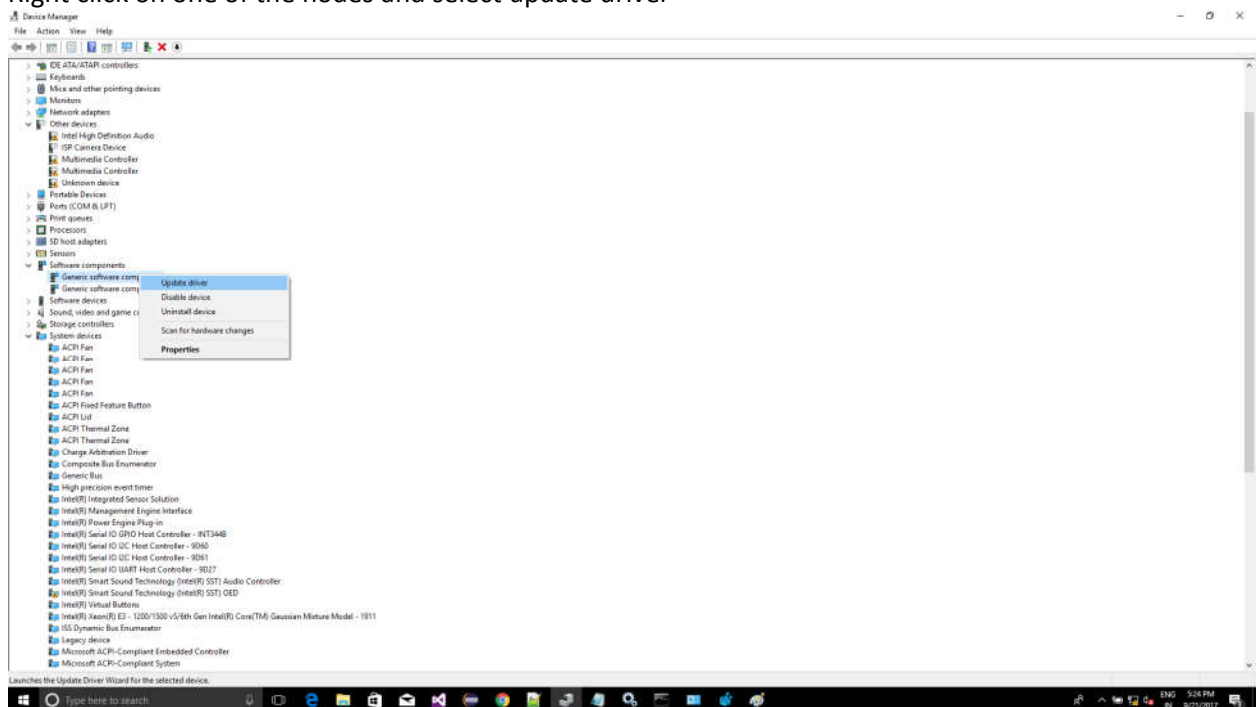 Right click on one of the nodes and select update driver
Device Manager
File Action View Help
IDE ATA/ATAPI controllers
Keyboards
Mice and other pointing devices
Monitors
Network adapters
Other devices
Intel High Definition Audio
ISP Camera Device
Multimedia Controller
Multimedia Controller
Unknown device
Portable Devices
Ports (COM & LPT)
Print queues
Processors
SD host adapters
Sensors
Software components
Generic software comp
Generic software comp
Software devices
Sound, video and game c
Storage controllers
System devices
Update driver
Disable device
Uninstall device
Scan for hardware changes
Properties
ACPI Fan
ACPI Fan
ACPI Fan
ACPI Fan
ACPI Fan
ACPI Fixed Feature Button
ACPI Lid
ACPI Thermal Zone
ACPI Thermal Zone
Charge Arbitration Driver
Composite Bus Enumerator
Generic Bus
High precision event timer
Intel(R) Integrated Sensor Solution
Intel(R) Management Engine Interface
Intel(R) Power Engine Plug-in
Intel(R) Serial IO GPIO Host Controller - INT344B
Intel(R) Serial IO I2C Host Controller - 9D60
Intel(R) Serial IO I2C Host Controller - 9D61
Intel(R) Serial IO UART Host Controller - 9D27
Intel(R) Smart Sound Technology (Intel(R) SST) Audio Controller
Intel(R) Smart Sound Technology (Intel(R) SST) OED
Intel(R) Virtual Buttons
Intel(R) Xeon(R) E3 - 1200/1500 v5/6th Gen Intel(R) Core(TM) Gaussian Mixture Model - 1911
ISS Dynamic Bus Enumerator
Legacy device
Microsoft ACPI-Compliant Embedded Controller
Microsoft ACPI-Compliant System
Launches the Update Driver Wizard for the selected device.
Type here to search
ENG 5:24 PM
IN 9/21/2017